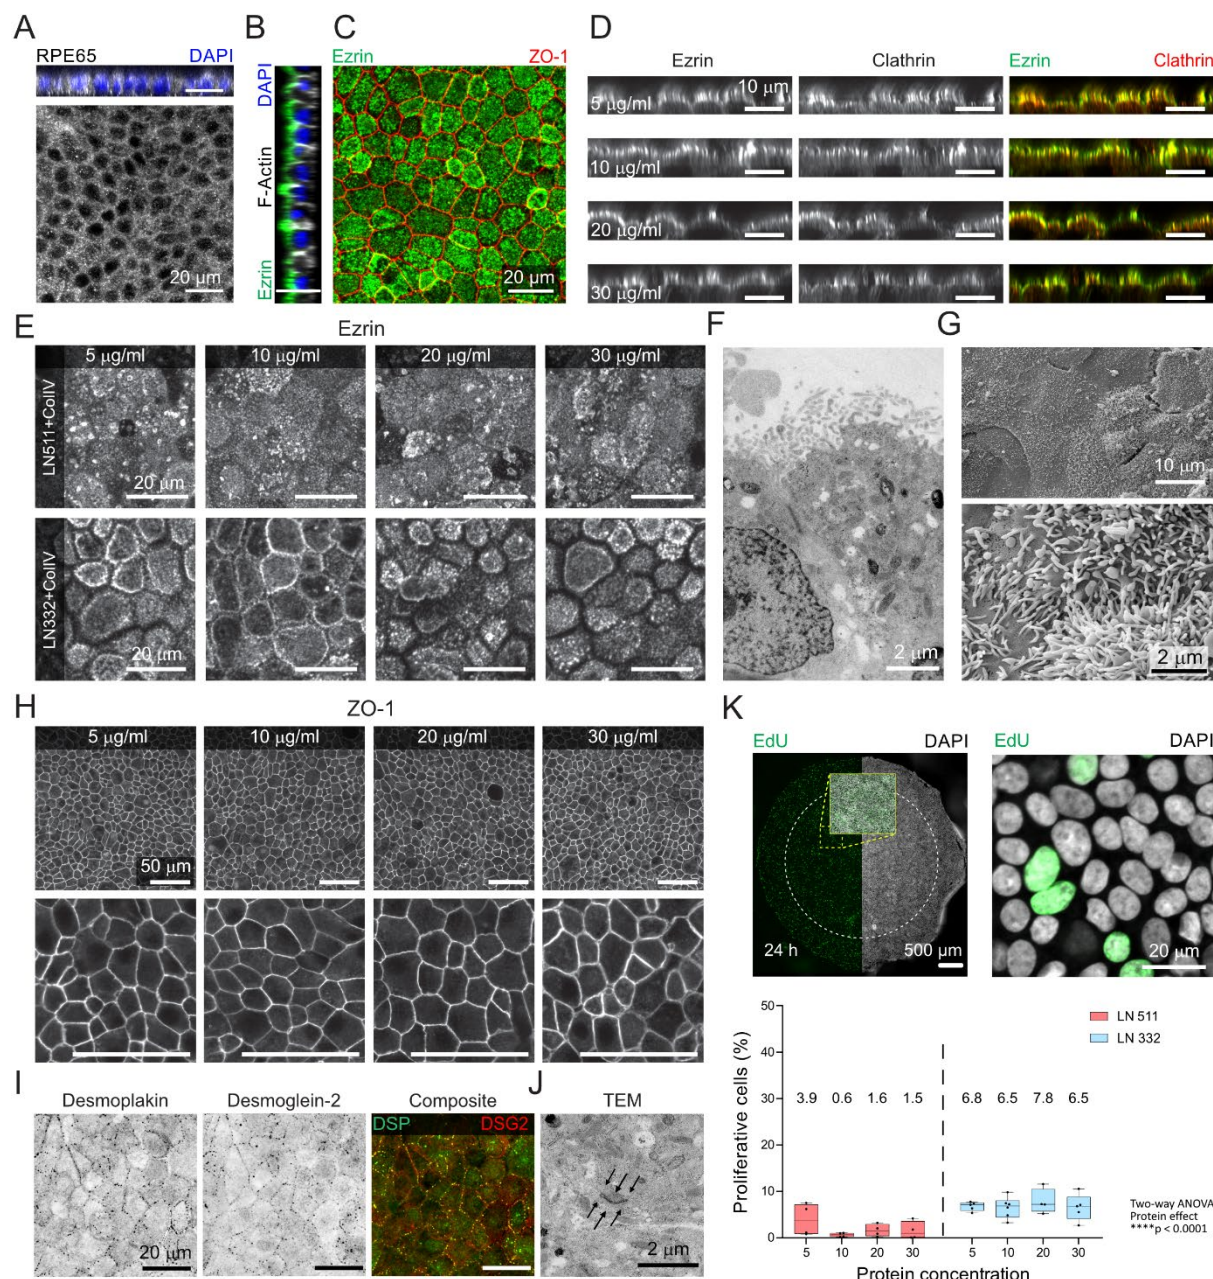 A
RPE65 DAPI
20 μm
B
Ezrin F-Actin DAPI
C
Ezrin ZO-1
20 μm
D
Ezrin Clathrin Ezrin Clathrin
5 μg/ml 10 μm
10 μg/ml
20 μg/ml
30 μg/ml
E
Ezrin
5 μg/ml 10 μg/ml 20 μg/ml 30 μg/ml
LN511+ColIV
20 μm
LN332+ColIV
20 μm
F
2 μm
G
10 μm
2 μm
H
ZO-1
5 μg/ml 10 μg/ml 20 μg/ml 30 μg/ml
50 μm
I
Desmoplakin Desmoglein-2 Composite
DSP DSG2
20 μm
J
TEM
2 μm
K
EdU DAPI EdU DAPI
24 h 500 μm
20 μm
LN 511
LN 332
Proliferative cells (%)
50
40
30
20
10
0
3.9 0.6 1.6 1.5 6.8 6.5 7.8 6.5
5 10 20 30 5 10 20 30
Protein concentration
Two-way ANOVA
Protein effect
****p < 0.0001